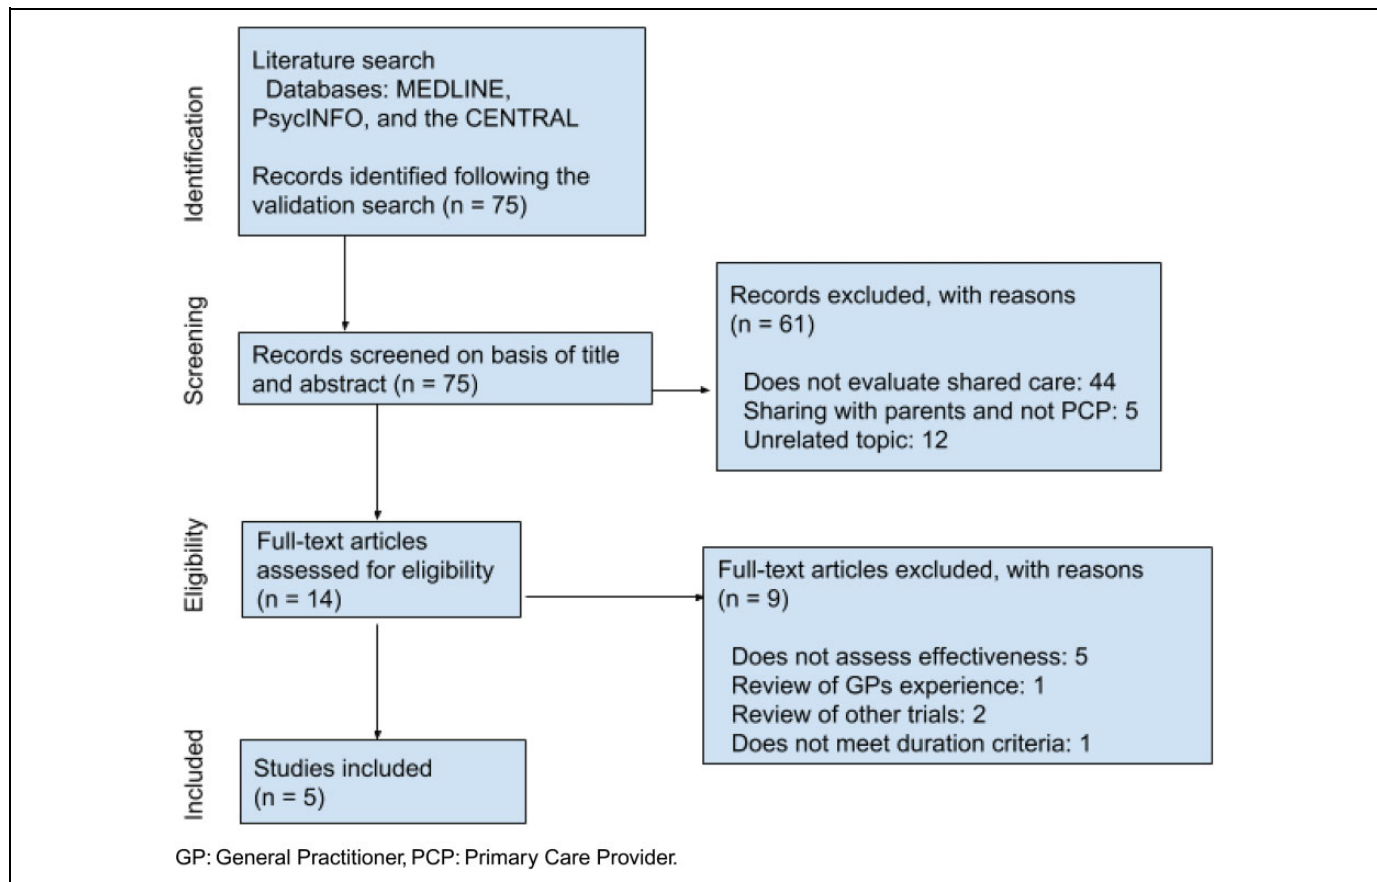 Identification
Literature search
Databases: MEDLINE,
PsycINFO, and the CENTRAL
Records identified following the
validation search (n = 75)
Screening
Records screened on basis of title
and abstract (n = 75)
Records excluded, with reasons
(n = 61)
Does not evaluate shared care: 44
Sharing with parents and not PCP: 5
Unrelated topic: 12
Eligibility
Full-text articles
assessed for eligibility
(n = 14)
Full-text articles excluded, with reasons
(n = 9)
Does not assess effectiveness: 5
Review of GPs experience: 1
Review of other trials: 2
Does not meet duration criteria: 1
Included
Studies included
(n = 5)
GP: General Practitioner, PCP: Primary Care Provider.